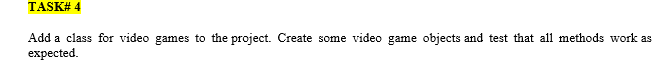 TASK# 4
Add a class for video games to the project. Create some video game objects and test that all methods work as
expected.